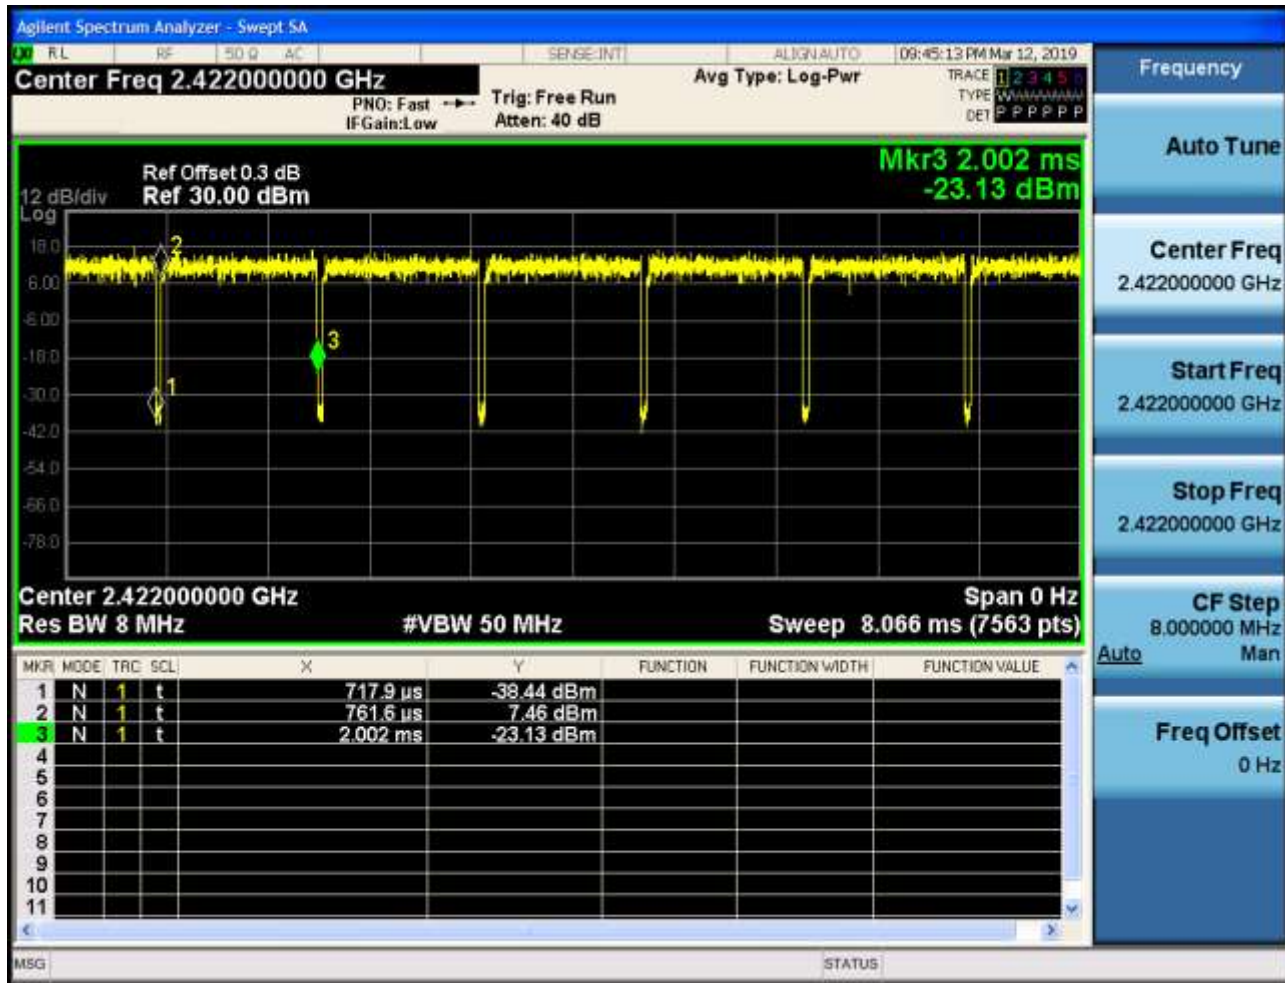 Agilent Spectrum Analyzer - Swept SA
RL RF 50 Ω AC SENSE:INT ALIGN AUTO 09:45:13 PM Mar 12, 2019
Center Freq 2.422000000 GHz
PNO: Fast Trig: Free Run
IFGain:Low Atten: 40 dB
Avg Type: Log-Pwr
TRACE 1 2 3 4 5 6
TYPE
DET P P P P P P
Frequency
Auto Tune
Center Freq
2.422000000 GHz
Start Freq
2.422000000 GHz
Stop Freq
2.422000000 GHz
CF Step
8.000000 MHz
Auto Man
Freq Offset
0 Hz
Mkr3 2.002 ms
-23.13 dBm
Ref Offset 0.3 dB
12 dB/div Ref 30.00 dBm
Log
18.0
6.00
-6.00
-18.0
-30.0
-42.0
-54.0
-66.0
-78.0
2
3
1
Center 2.422000000 GHz Span 0 Hz
Res BW 8 MHz #VBW 50 MHz Sweep 8.066 ms (7563 pts)
MKR MODE TRC SCL X Y FUNCTION FUNCTION WIDTH FUNCTION VALUE
1 N 1 t 717.9 µs -38.44 dBm
2 N 1 t 761.6 µs 7.46 dBm
3 N 1 t 2.002 ms -23.13 dBm
4
5
6
7
8
9
10
11
MSG STATUS